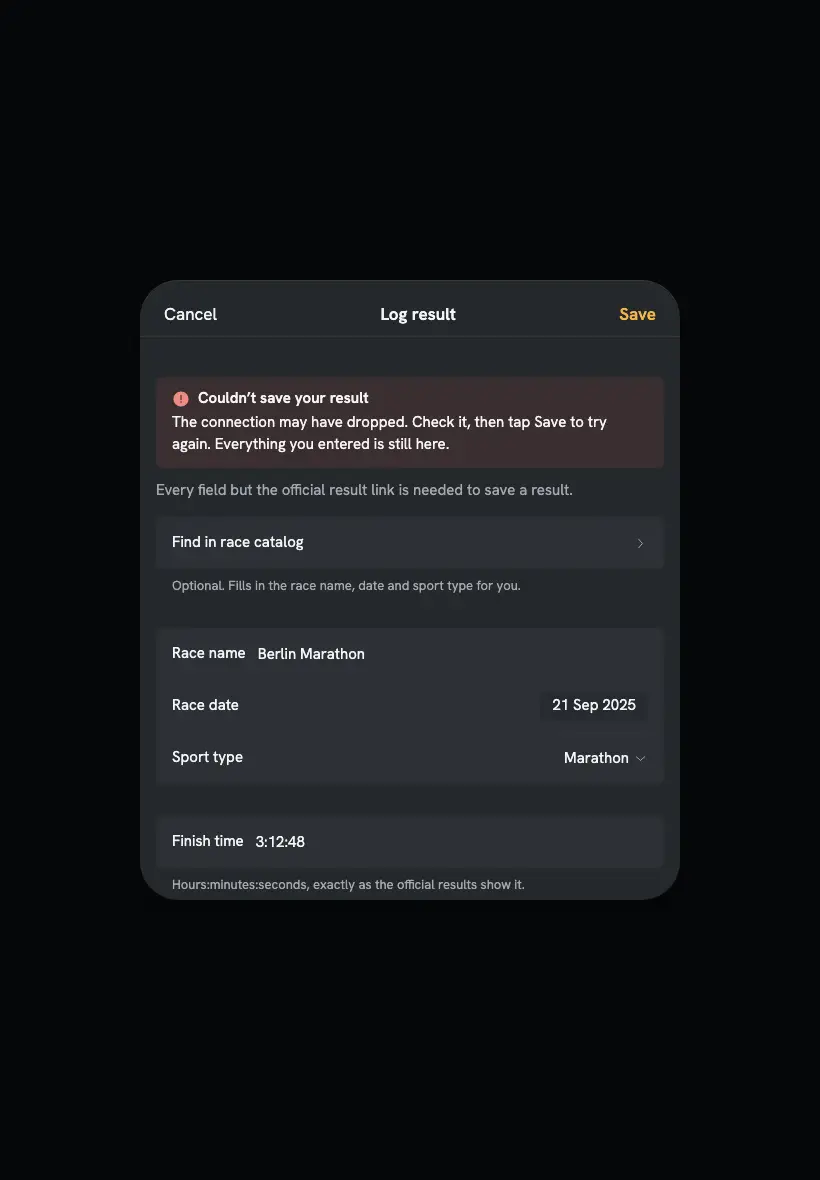 Cancel Log result Save
Couldn’t save your result
The connection may have dropped. Check it, then tap Save to try
again. Everything you entered is still here.
Every field but the official result link is needed to save a result.
Find in race catalog
Optional. Fills in the race name, date and sport type for you.
Race name Berlin Marathon
Race date 21 Sep 2025
Sport type Marathon
Finish time 3:12:48
Hours:minutes:seconds, exactly as the official results show it.